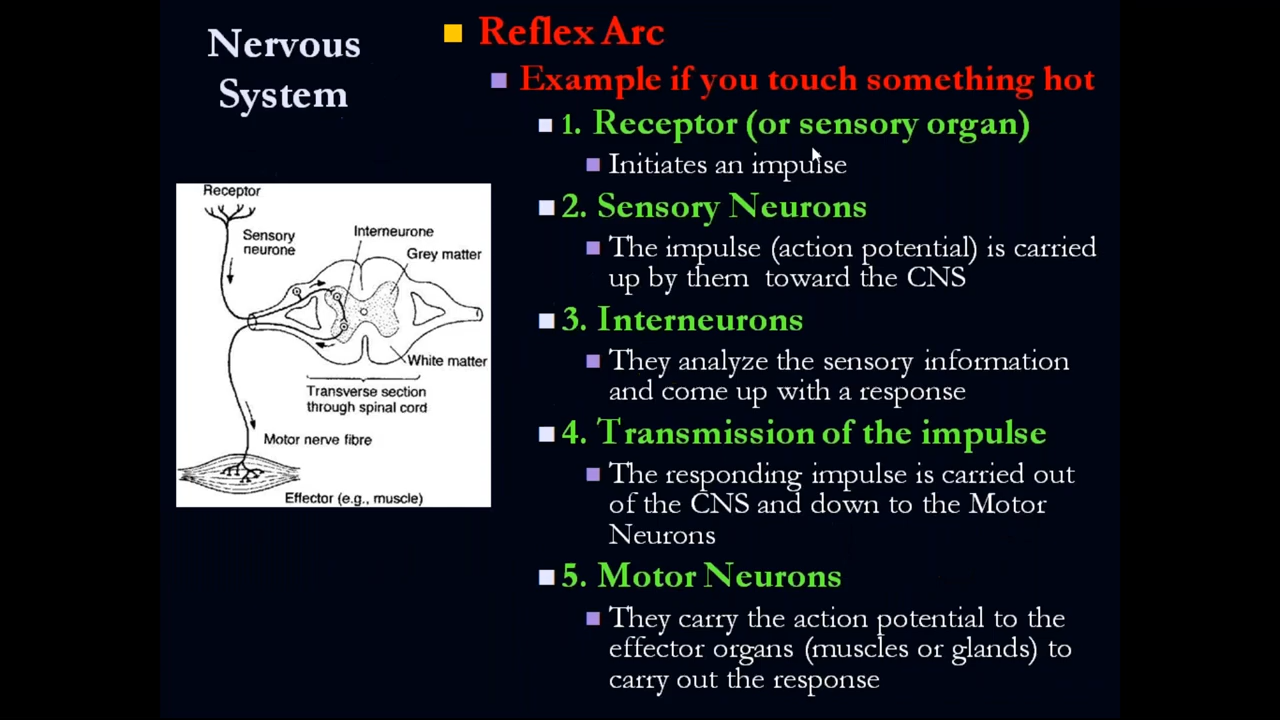 Nervous
System
Reflex Arc
Example if you touch something hot
1. Receptor (or sensory organ)
Initiates an impulse
2. Sensory Neurons
The impulse (action potential) is carried
up by them toward the CNS
3. Interneurons
They analyze the sensory information
and come up with a response
4. Transmission of the impulse
The responding impulse is carried out
of the CNS and down to the Motor
Neurons
5. Motor Neurons
They carry the action potential to the
effector organs (muscles or glands) to
carry out the response
Receptor
Sensory
neurone
Interneurone
Grey matter
White matter
Transverse section
through spinal cord
Motor nerve fibre
Effector (e.g., muscle)